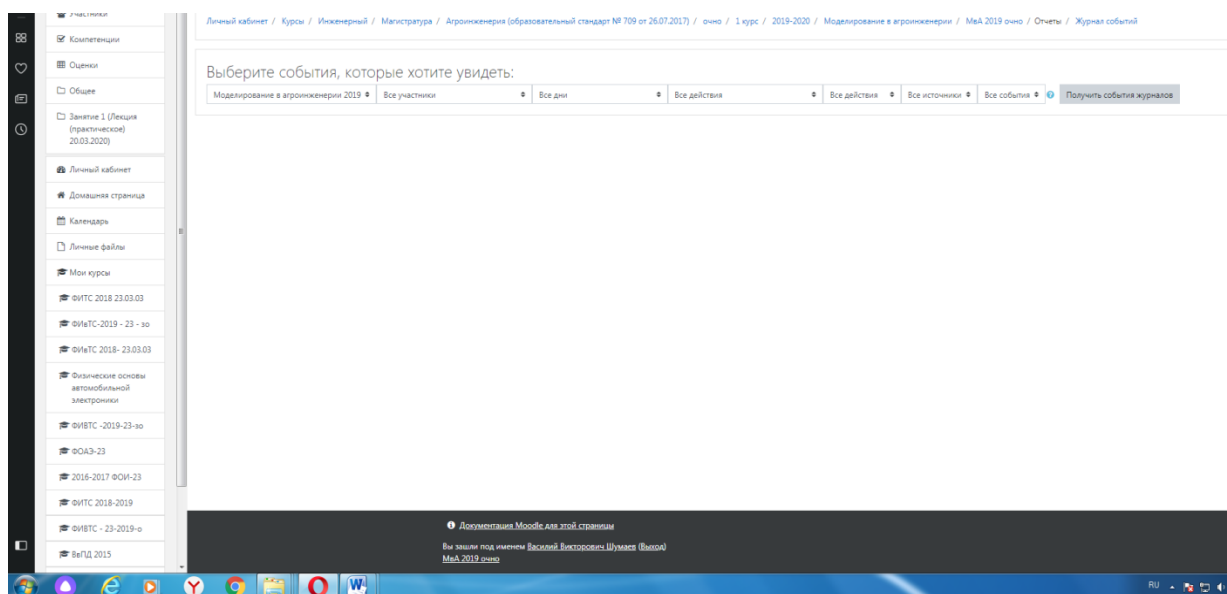 Участники
Компетенции
Оценки
Общее
Занятие 1 (Лекция
(практическое)
20.03.2020)
Личный кабинет
Домашняя страница
Календарь
Личные файлы
Мои курсы
ФИТС 2018 23.03.03
ФИвТС-2019 - 23 - зо
ФИвТС 2018- 23.03.03
Физические основы
автомобильной
электроники
ФИВТС -2019-23-зо
ФОАЭ-23
2016-2017 ФОИ-23
ФИТС 2018-2019
ФИВТС - 23-2019-о
ВеПД 2015
Личный кабинет / Курсы / Инженерный / Магистратура / Агроинженерия (образовательный стандарт № 709 от 26.07.2017) / очно / 1 курс / 2019-2020 / Моделирование в агроинженерии / МвА 2019 очно / Отчеты / Журнал событий
Выберите события, которые хотите увидеть:
Моделирование в агроинженерии 2019 Все участники Все дни Все действия Все действия Все источники Все события Получить события журналов
Документация Moodle для этой страницы
Вы зашли под именем Василий Викторович Шумаев (Выход)
МвА 2019 очно
RU